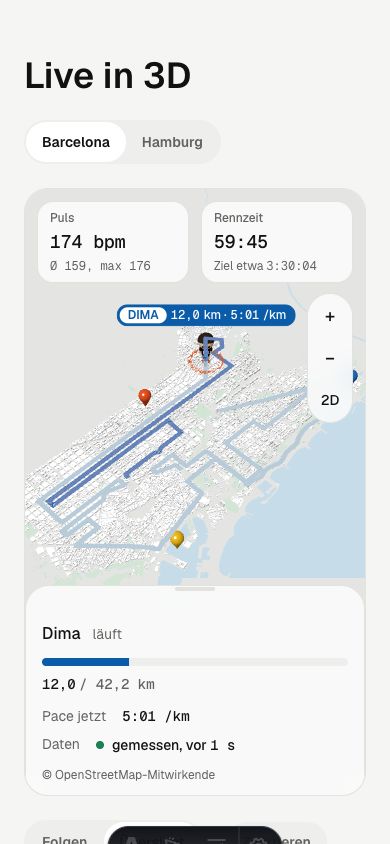 Live in 3D
Barcelona Hamburg
Puls
174 bpm
Ø 159, max 176
Rennzeit
59:45
Ziel etwa 3:30:04
DIMA 12,0 km · 5:01 /km
+
−
2D
Dima läuft
12,0 / 42,2 km
Pace jetzt 5:01 /km
Daten gemessen, vor 1 s
© OpenStreetMap-Mitwirkende
Folgen